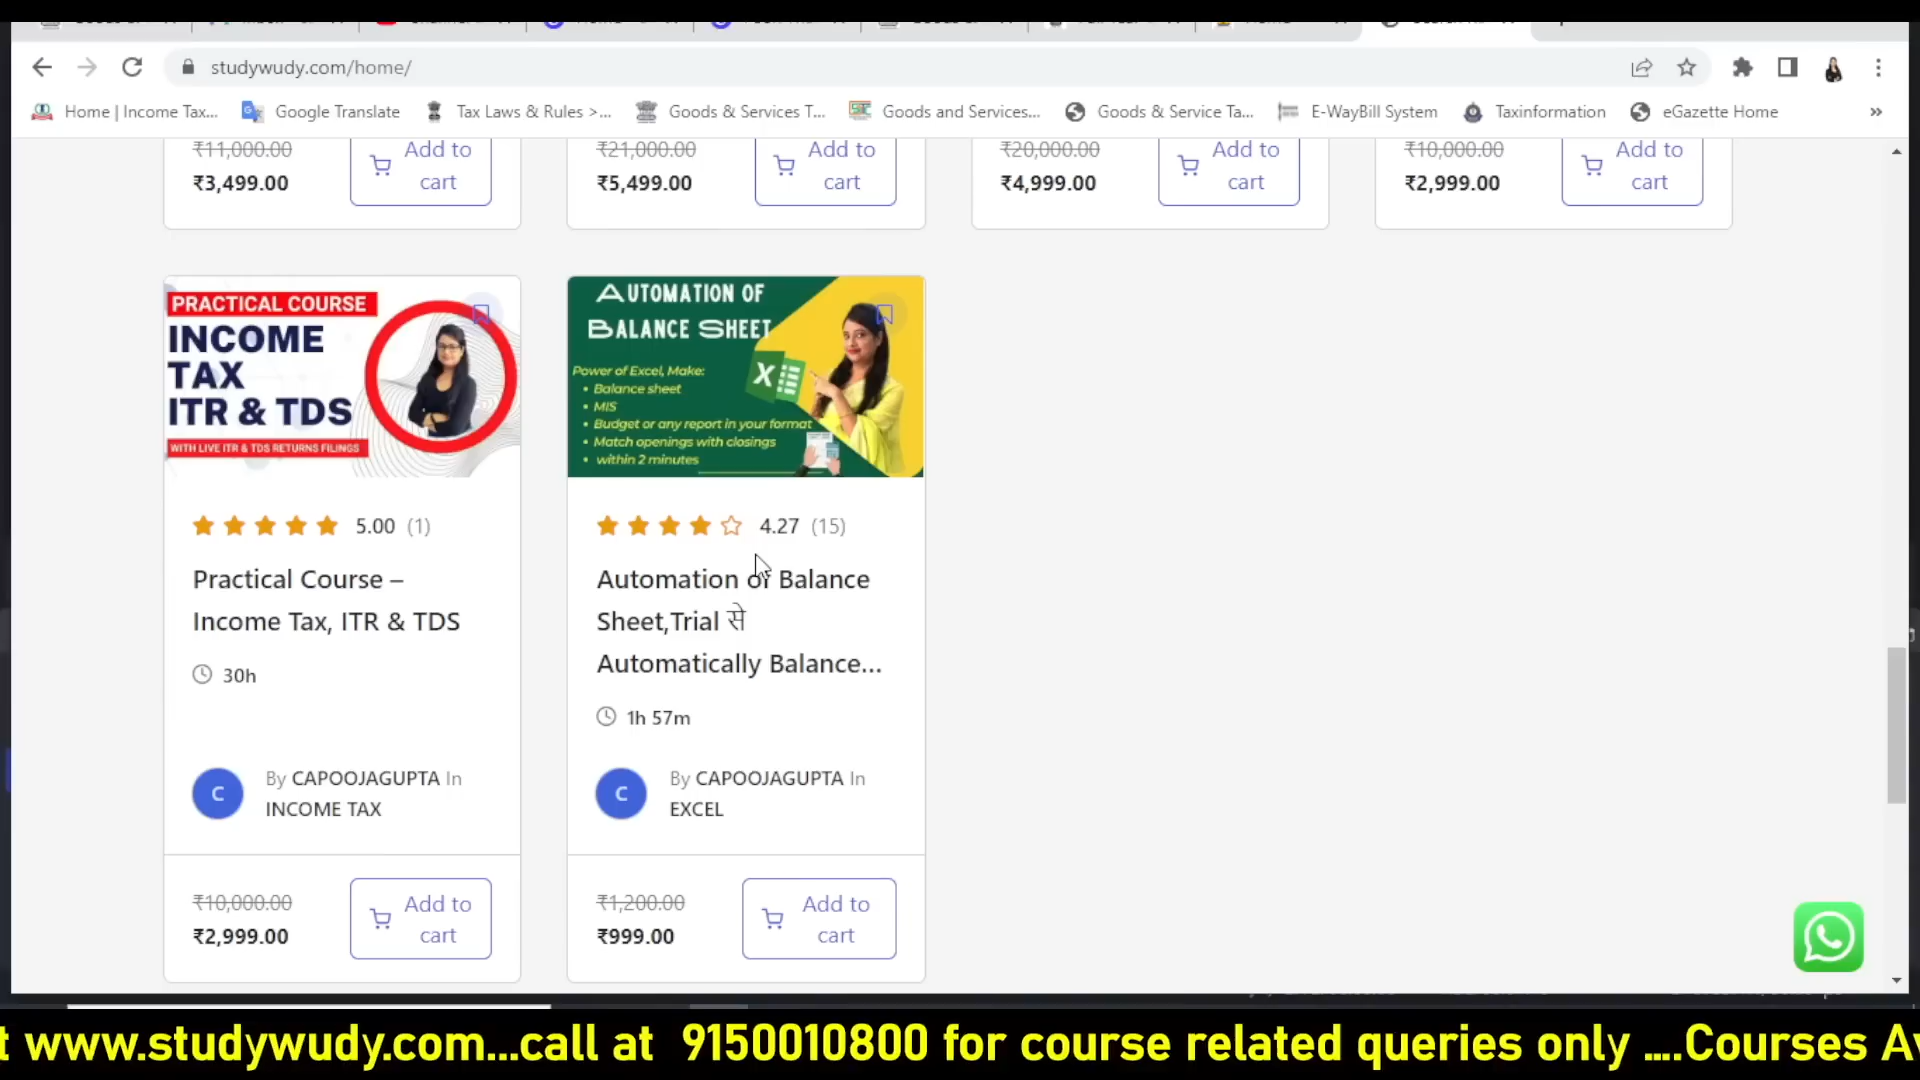 studywudy.com/home/
Home | Income Tax...
Google Translate
Tax Laws & Rules >...
Goods & Services T...
Goods and Services...
Goods & Service Ta...
E-WayBill System
Taxinformation
eGazette Home
»
₹11,000.00
₹3,499.00
Add to
cart
₹21,000.00
₹5,499.00
Add to
cart
₹20,000.00
₹4,999.00
Add to
cart
₹10,000.00
₹2,999.00
Add to
cart
PRACTICAL COURSE
INCOME
TAX
ITR & TDS
WITH LIVE ITR & TDS RETURNS FILINGS
5.00 (1)
Practical Course –
Income Tax, ITR & TDS
30h
C
By CAPOOJAGUPTA In
INCOME TAX
₹10,000.00
₹2,999.00
Add to
cart
AUTOMATION OF
BALANCE SHEET
Power of Excel, Make:
• Balance sheet
• MIS
• Budget or any report in your format
• Match openings with closings
• within 2 minutes
4.27 (15)
Automation of Balance
Sheet,Trial से
Automatically Balance...
1h 57m
C
By CAPOOJAGUPTA In
EXCEL
₹1,200.00
₹999.00
Add to
cart
t www.studywudy.com...call at 9150010800 for course related queries only ....Courses Av